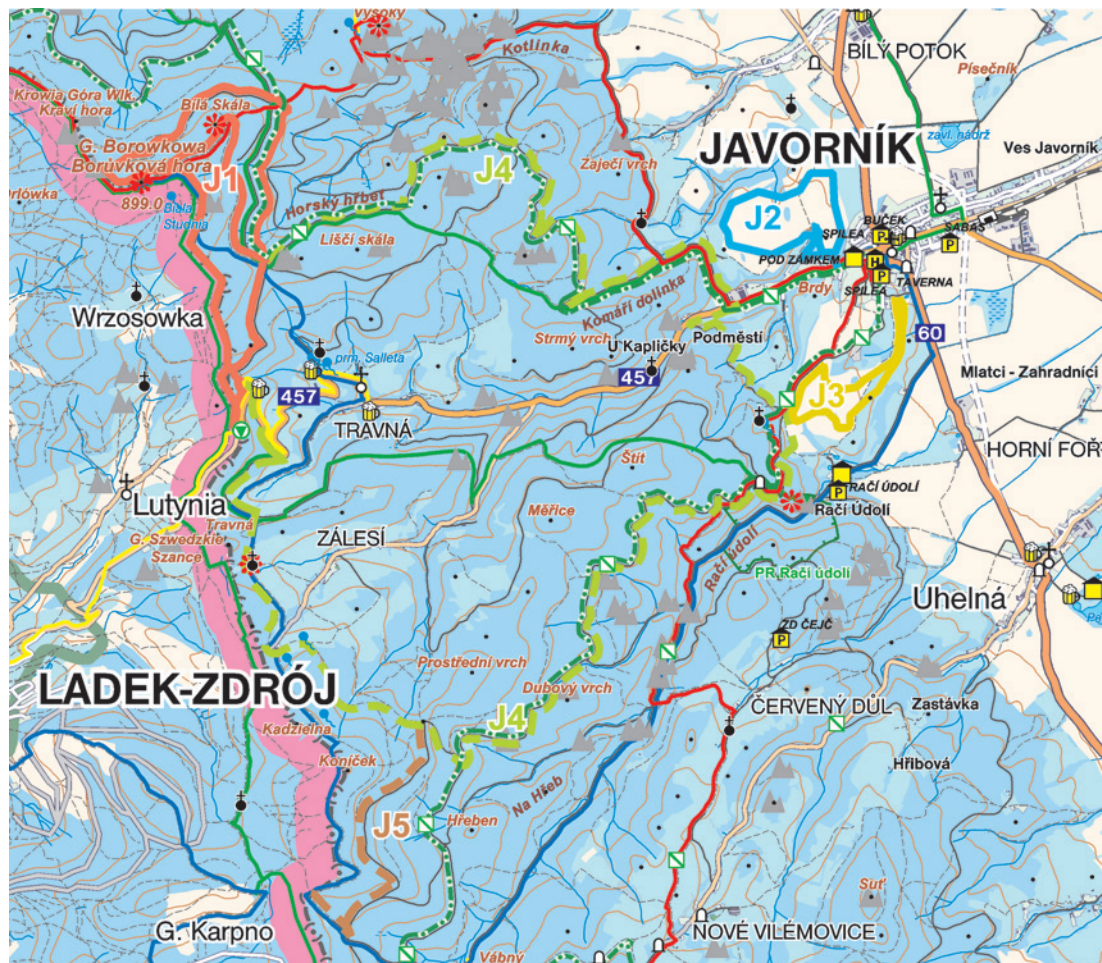 Vysoký
Kotlinka
BÍLÝ POTOK
Písečník
Krowia Góra Wlk.
Kraví hora
Bílá Skála
G. Borowkowa
Borůvková hora
J1
899.0
Biała
Studnia
zavl. nádrž
Ves Javorník
JAVORNÍK
Zaječí vrch
J4
J2
Horský hřbet
Liščí skála
BUČEK
SPILEA
SABAS
POD ZÁMKEM
P
P
H
P
TAVERNA
SPILEA
Brdy
Komáří dolinka
Wrzosowka
Strmý vrch
U Kapličky
Podměstí
60
prm. Salleta
457
457
Mlatci - Zahradníci
TRAVNÁ
J3
HORNÍ FOŘT
Štít
RAČÍ ÚDOLÍ
P
Račí Údolí
Lutynia
Travná
G. Szwedzkie
Szance
ZÁLESÍ
Měřice
Račí údolí
PR Račí údolí
Uhelná
ZD ČEJČ
P
Prostřední vrch
LADEK-ZDRÓJ
Dubový vrch
J4
ČERVENÝ DŮL
Zastávka
Kadzielna
Koníček
Hřibová
Na Hřeb
J5
Hřeben
Suť
G. Karpno
NOVÉ VILÉMOVICE
Vábný